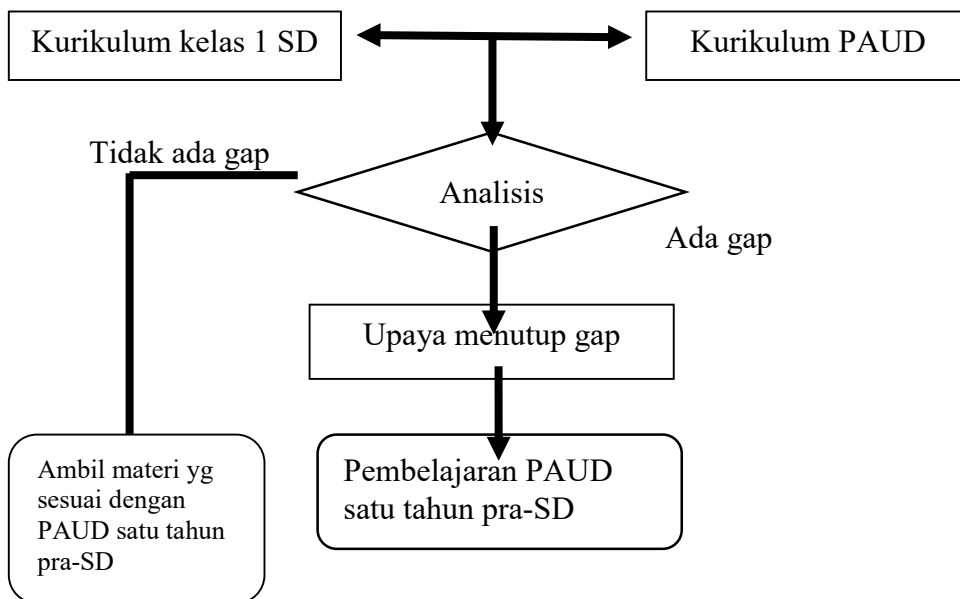 Kurikulum kelas 1 SD
Kurikulum PAUD
Tidak ada gap
Analisis
Ada gap
Upaya menutup gap
Ambil materi yg
sesuai dengan
PAUD satu tahun
pra-SD
Pembelajaran PAUD
satu tahun pra-SD